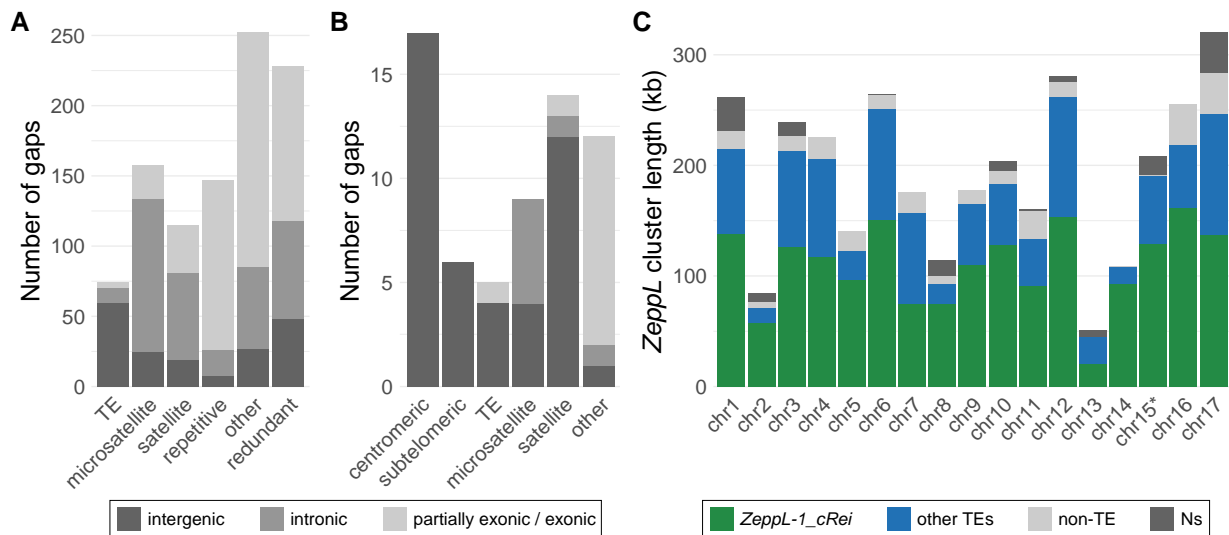 A
Number of gaps
250
200
150
100
50
0
TE
microsatellite
satellite
repetitive
other
redundant
B
Number of gaps
15
10
5
0
centromeric
subtelomeric
TE
microsatellite
satellite
other
intergenic
intronic
partially exonic / exonic
C
ZeppL cluster length (kb)
300
200
100
0
chr1
chr2
chr3
chr4
chr5
chr6
chr7
chr8
chr9
chr10
chr11
chr12
chr13
chr14
chr15*
chr16
chr17
ZeppL-1_cRei
other TEs
non-TE
Ns